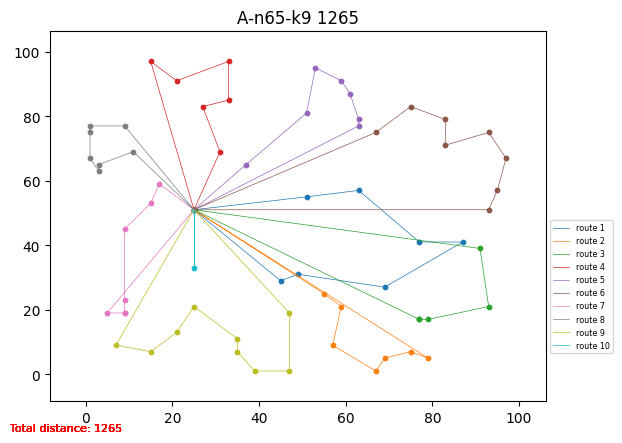 A-n65-k9 1265
100
80
60
40
20
0
0 20 40 60 80 100
route 1
route 2
route 3
route 4
route 5
route 6
route 7
route 8
route 9
route 10
Total distance: 1265